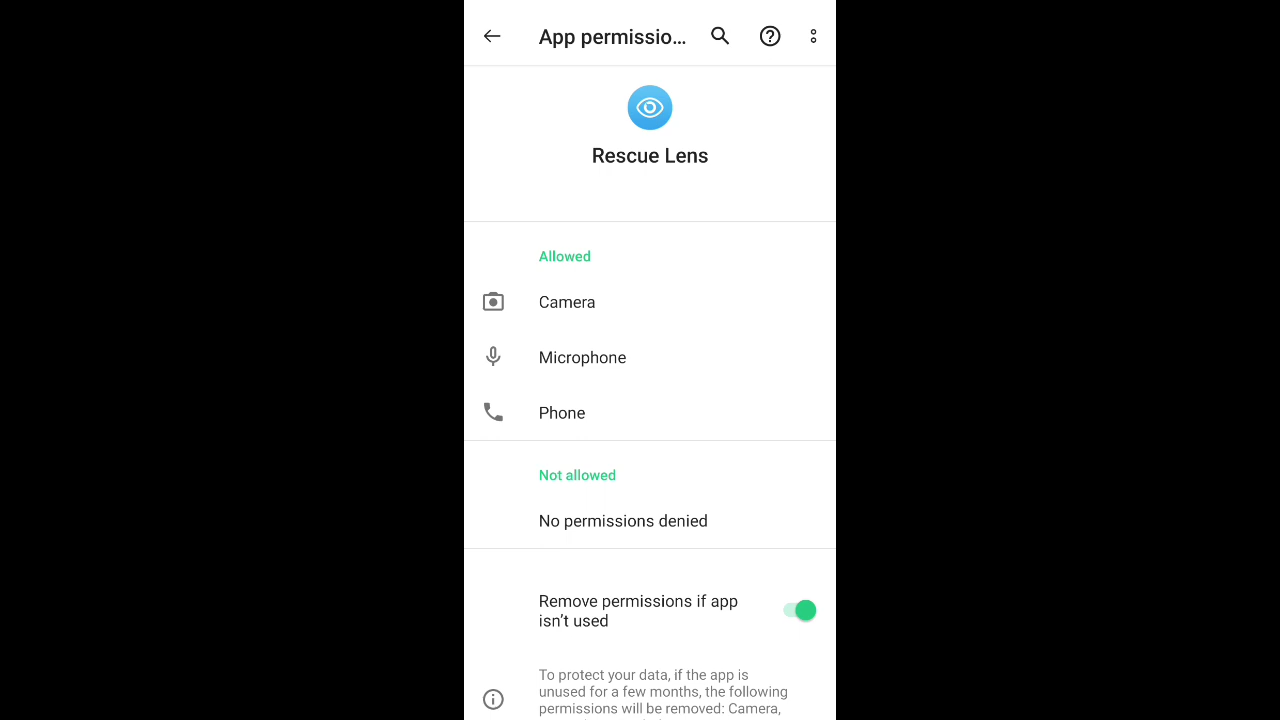 App permissio...
Rescue Lens
Allowed
Camera
Microphone
Phone
Not allowed
No permissions denied
Remove permissions if app
isn't used
To protect your data, if the app is
unused for a few months, the following
permissions will be removed: Camera,